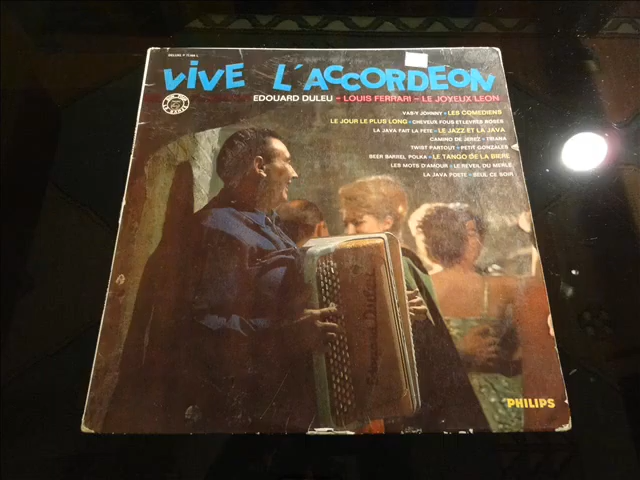 VIVE L'ACCORDEON
EDOUARD DULEU – LOUIS FERRARI – LE JOYEUX LEON
VAS-Y JOHNNY • LES COMEDIENS
LE JOUR LE PLUS LONG • CHEVEUX FOUS ET LEVRES ROSES
LA JAVA FAIT LA FETE • LE JAZZ ET LA JAVA
CAMINO DE JEREZ • TIRANA
TWIST PARTOUT • PETIT GONZALES
BEER BARREL POLKA • LE TANGO DE LA BIERE
LES MOTS D'AMOUR • LE REVEIL DU MERLE
LA JAVA POETE • SEUL CE SOIR
PHILIPS